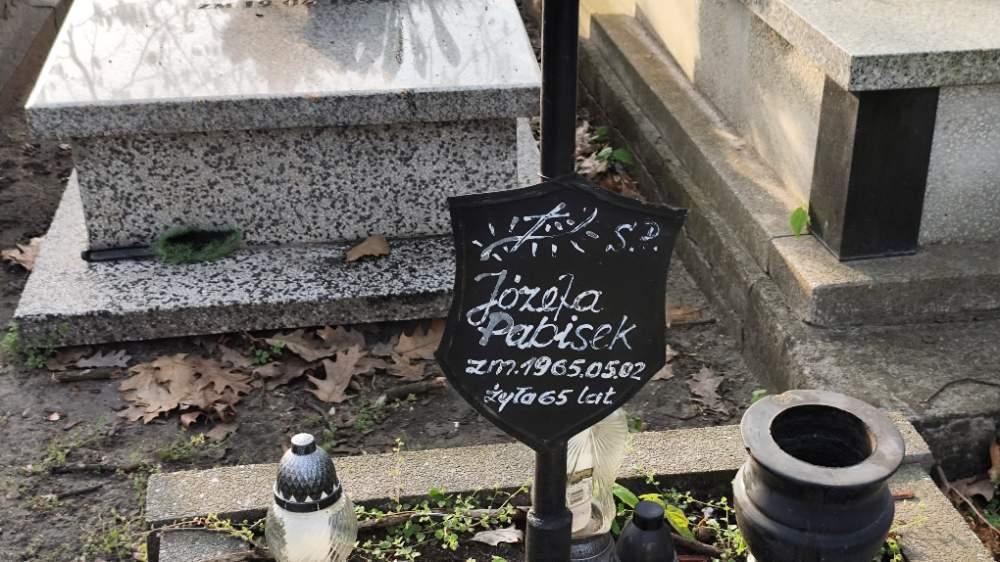 Ś.P.
Józefa
Pabisek
zm.1965.05.02
żyła 65 lat.